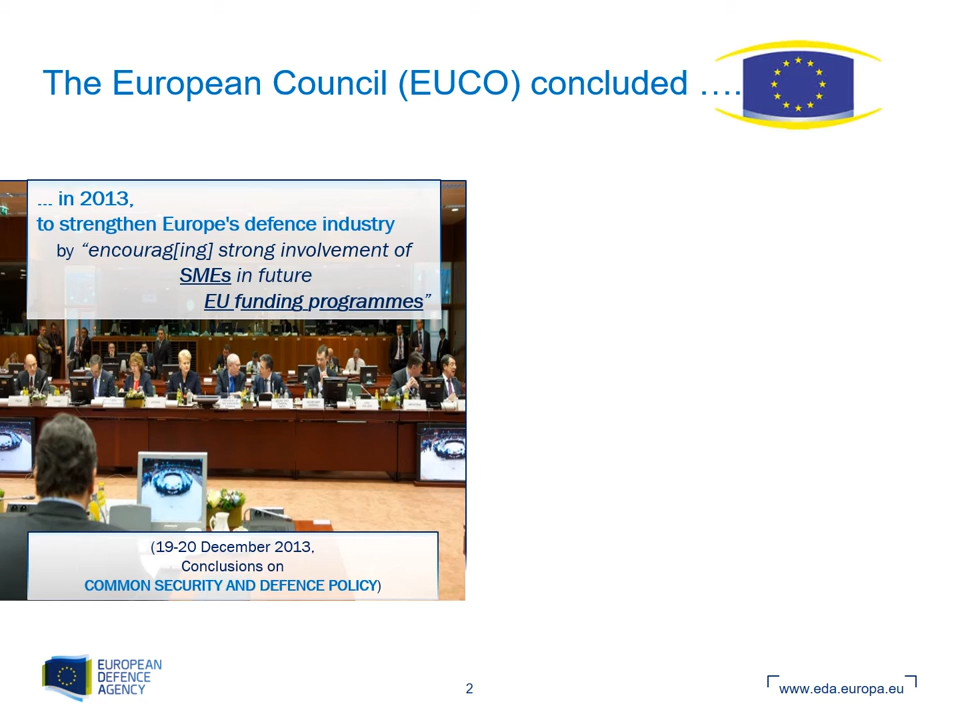 The European Council (EUCO) concluded ….
... in 2013,
to strengthen Europe's defence industry
by “encourag[ing] strong involvement of
SMEs in future
EU funding programmes”
(19-20 December 2013,
Conclusions on
COMMON SECURITY AND DEFENCE POLICY)
EUROPEAN
DEFENCE
AGENCY
2
www.eda.europa.eu